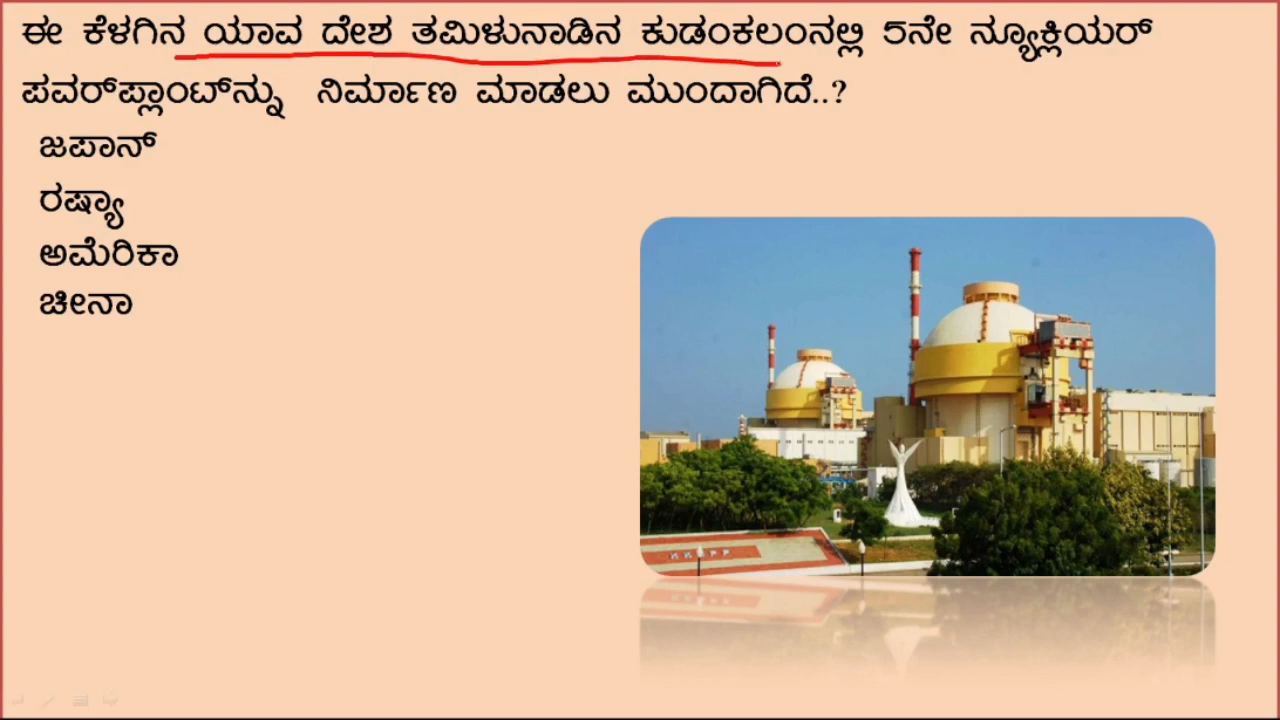 ಈ ಕೆಳಗಿನ ಯಾವ ದೇಶ ತಮಿಳುನಾಡಿನ ಕುಡಂಕಲಂನಲ್ಲಿ 5ನೇ ನ್ಯೂಕ್ಲಿಯರ್
ಪವರ್‌ಪ್ಲಾಂಟ್‌ನ್ನು ನಿರ್ಮಾಣ ಮಾಡಲು ಮುಂದಾಗಿದೆ..?
ಜಪಾನ್
ರಷ್ಯಾ
ಅಮೆರಿಕಾ
ಚೀನಾ